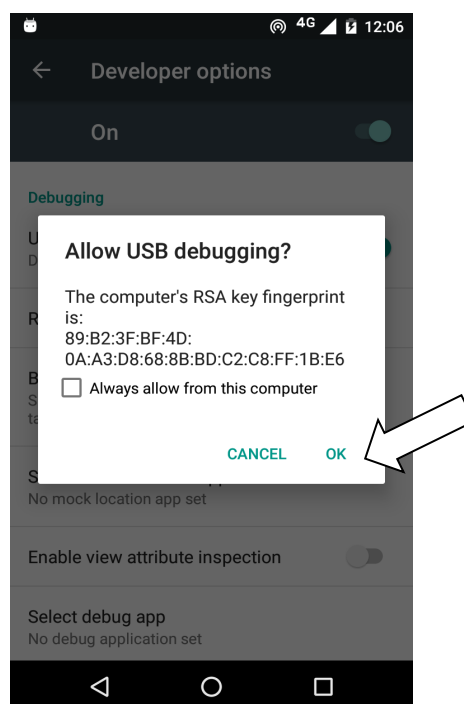 4G 12:06
Developer options
On
Debugging
U
D
Allow USB debugging?
The computer's RSA key fingerprint
is:
89:B2:3F:BF:4D:
0A:A3:D8:68:8B:BD:C2:C8:FF:1B:E6
R
B
S
ta
Always allow from this computer
CANCEL OK
S
No mock location app set
Enable view attribute inspection
Select debug app
No debug application set